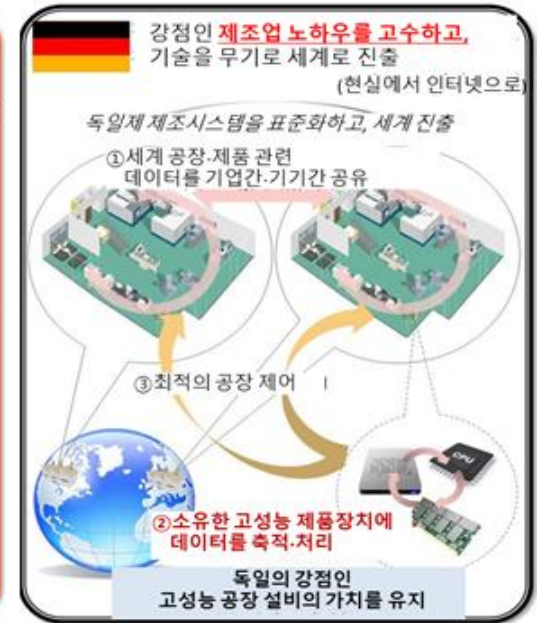 강점인 제조업 노하우를 고수하고,
기술을 무기로 세계로 진출
(현실에서 인터넷으로)
독일제 제조시스템을 표준화하고, 세계 진출
①세계 공장·제품 관련
데이터를 기업간·기기간 공유
③최적의 공장 제어
CPU
②소유한 고성능 제품장치에
데이터를 축적·처리
독일의 강점인
고성능 공장 설비의 가치를 유지